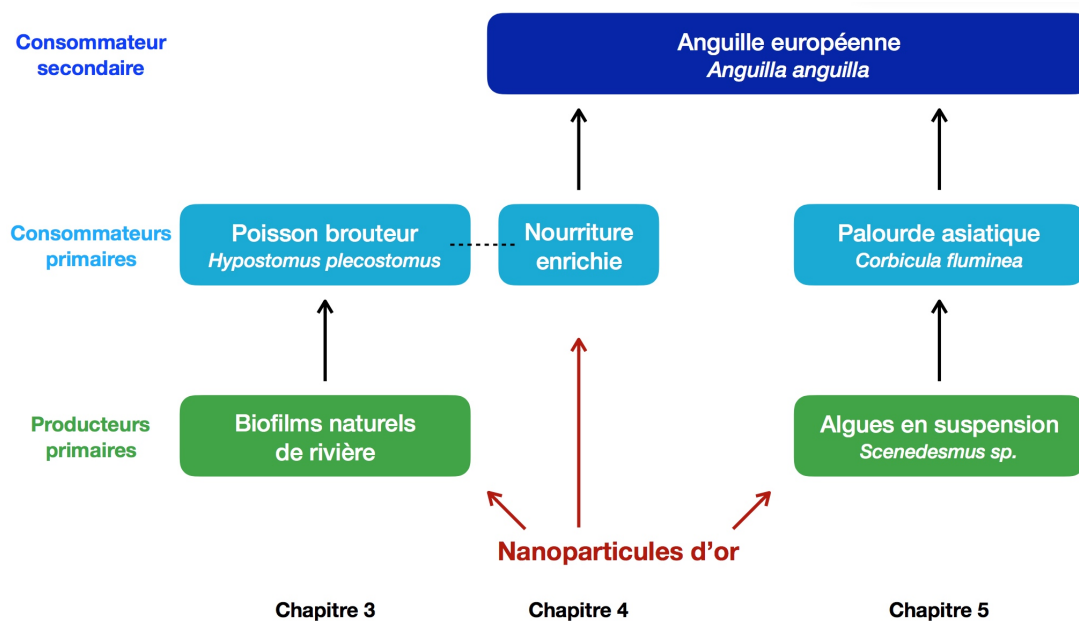 Consommateur
secondaire
Anguille européenne
Anguilla anguilla
Consommateurs
primaires
Poisson brouteur
Hypostomus plecostomus
Nourriture
enrichie
Palourde asiatique
Corbicula fluminea
Producteurs
primaires
Biofilms naturels
de rivière
Algues en suspension
Scenedesmus sp.
Nanoparticules d'or
Chapitre 3
Chapitre 4
Chapitre 5